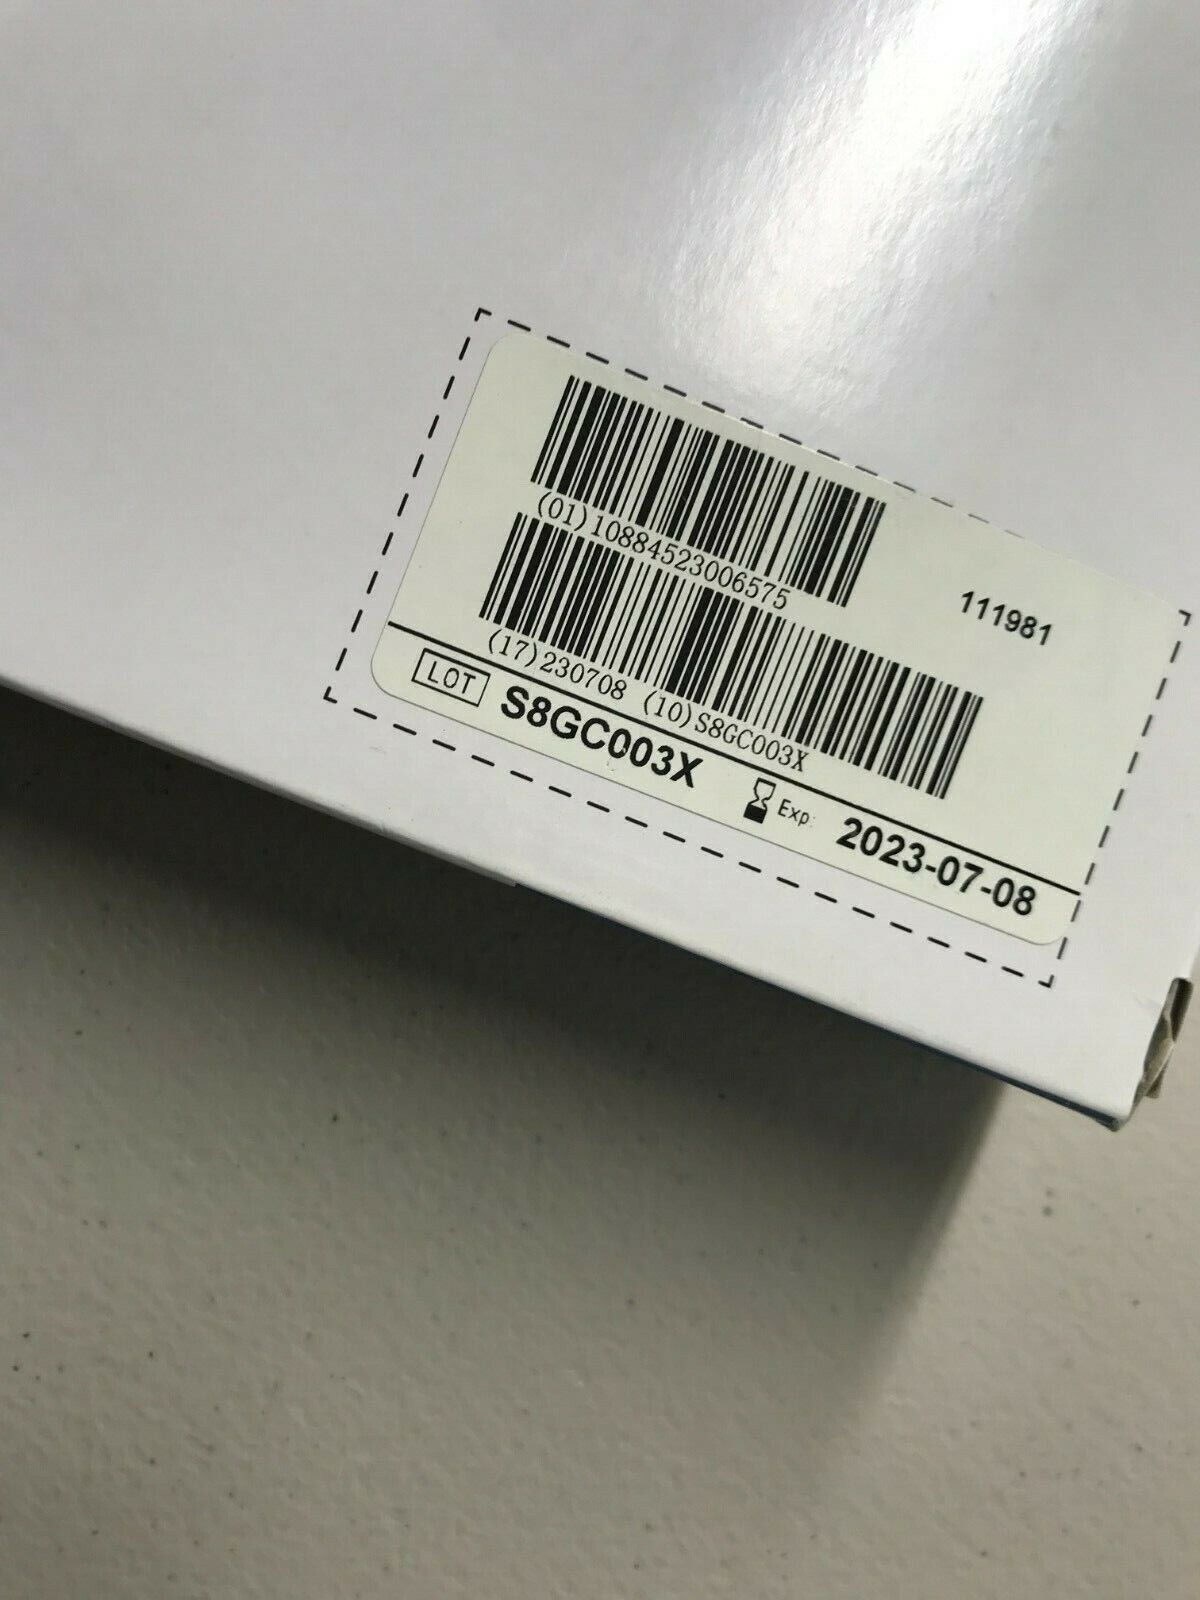 (01)10884523006575
111981
(17)230708 (10)S8GC003X
LOT S8GC003X Exp: 2023-07-08